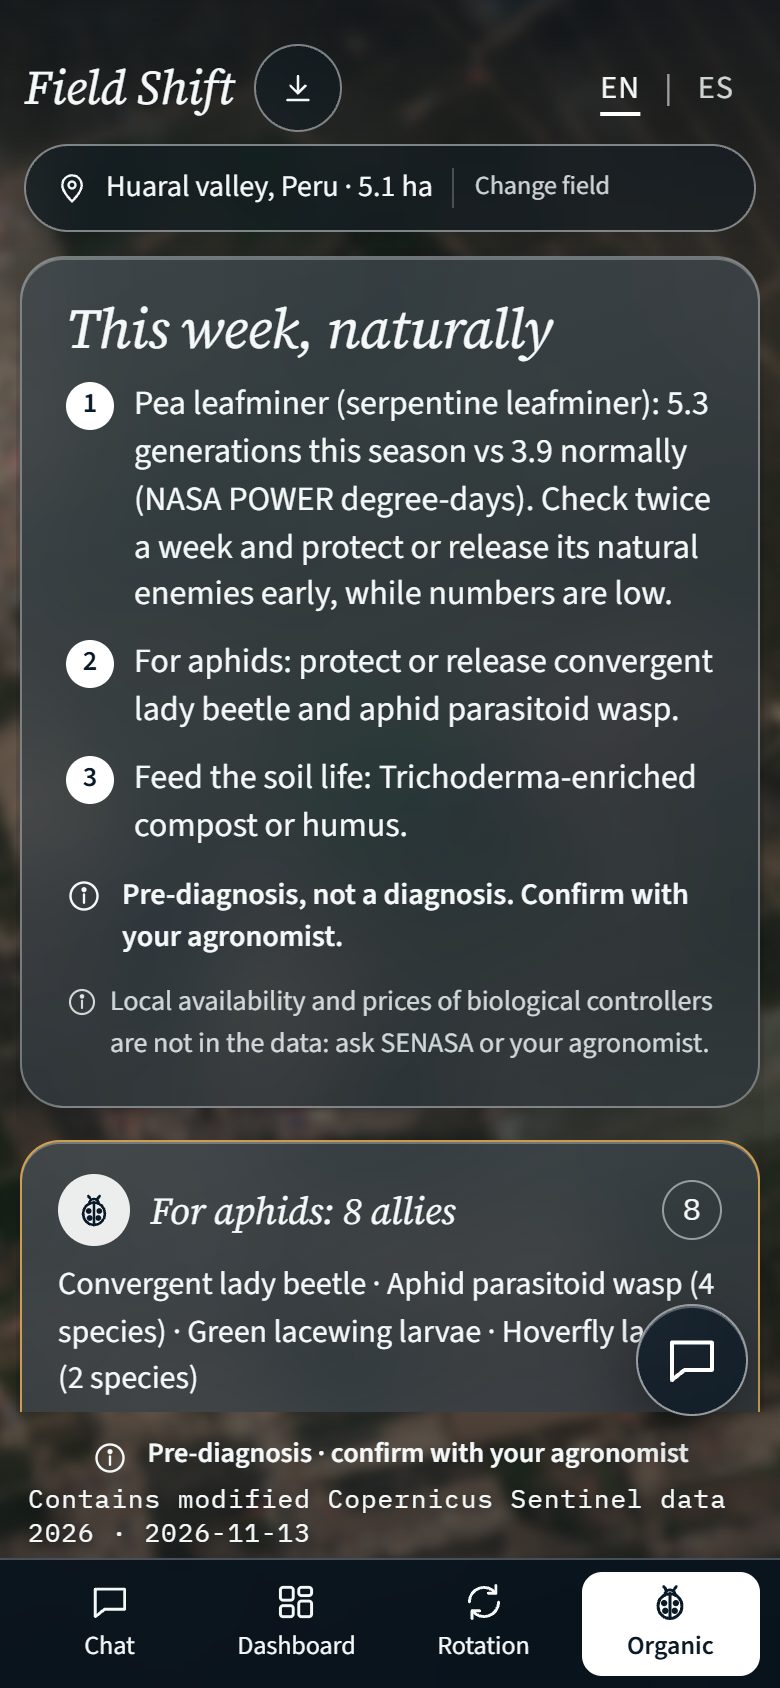 Field Shift
EN | ES
Huaral valley, Peru · 5.1 ha | Change field
This week, naturally
1 Pea leafminer (serpentine leafminer): 5.3
generations this season vs 3.9 normally
(NASA POWER degree-days). Check twice
a week and protect or release its natural
enemies early, while numbers are low.
2 For aphids: protect or release convergent
lady beetle and aphid parasitoid wasp.
3 Feed the soil life: Trichoderma-enriched
compost or humus.
Pre-diagnosis, not a diagnosis. Confirm with
your agronomist.
Local availability and prices of biological controllers
are not in the data: ask SENASA or your agronomist.
For aphids: 8 allies 8
Convergent lady beetle · Aphid parasitoid wasp (4
species) · Green lacewing larvae · Hoverfly
(2 species)
Pre-diagnosis · confirm with your agronomist
Contains modified Copernicus Sentinel data
2026 · 2026-11-13
Chat Dashboard Rotation Organic